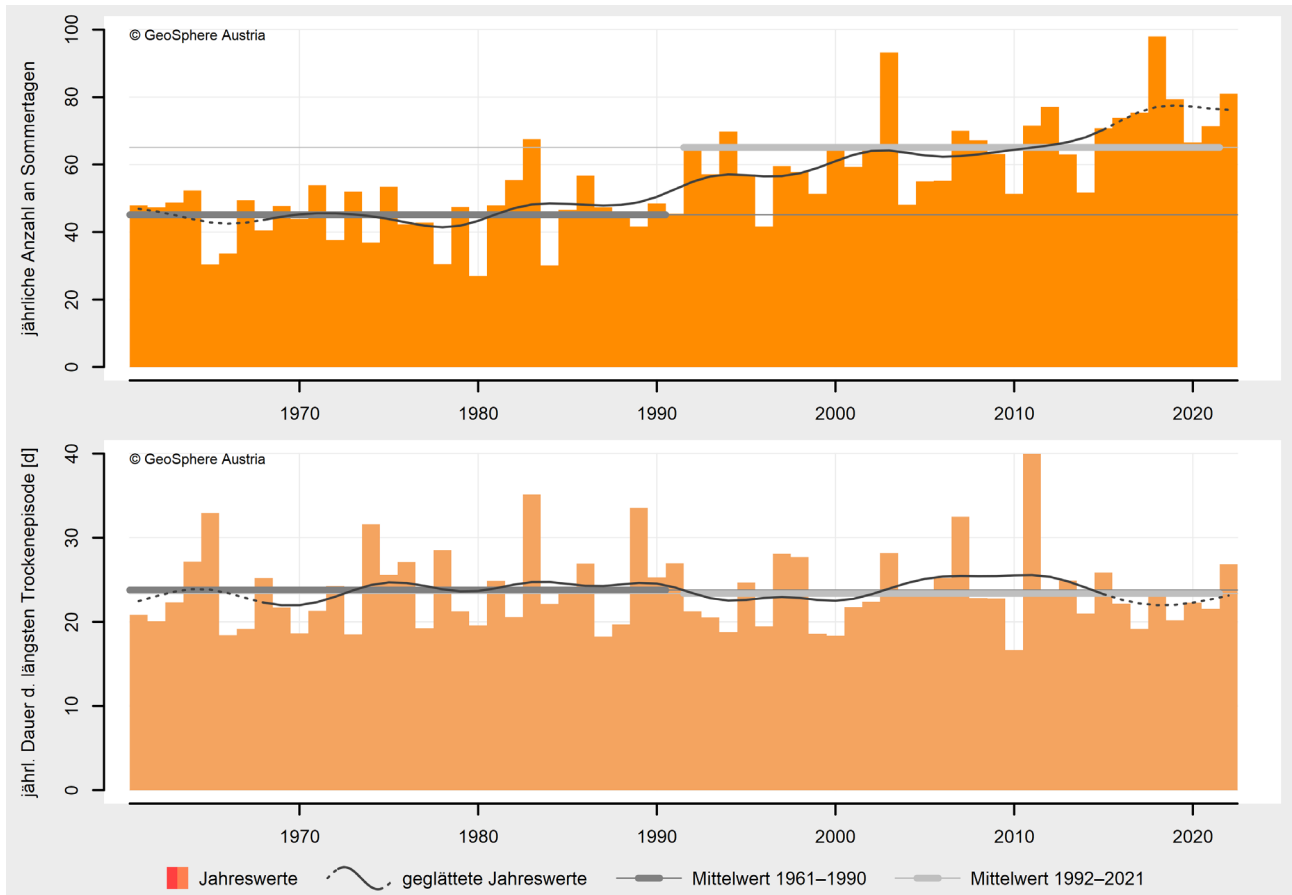 © GeoSphere Austria
jährliche Anzahl an Sommertagen
100
80
60
40
20
0
1970 1980 1990 2000 2010 2020
© GeoSphere Austria
jährl. Dauer d. längsten Trockenepisode [d]
40
30
20
10
0
1970 1980 1990 2000 2010 2020
Jahreswerte geglättete Jahreswerte Mittelwert 1961–1990 Mittelwert 1992–2021